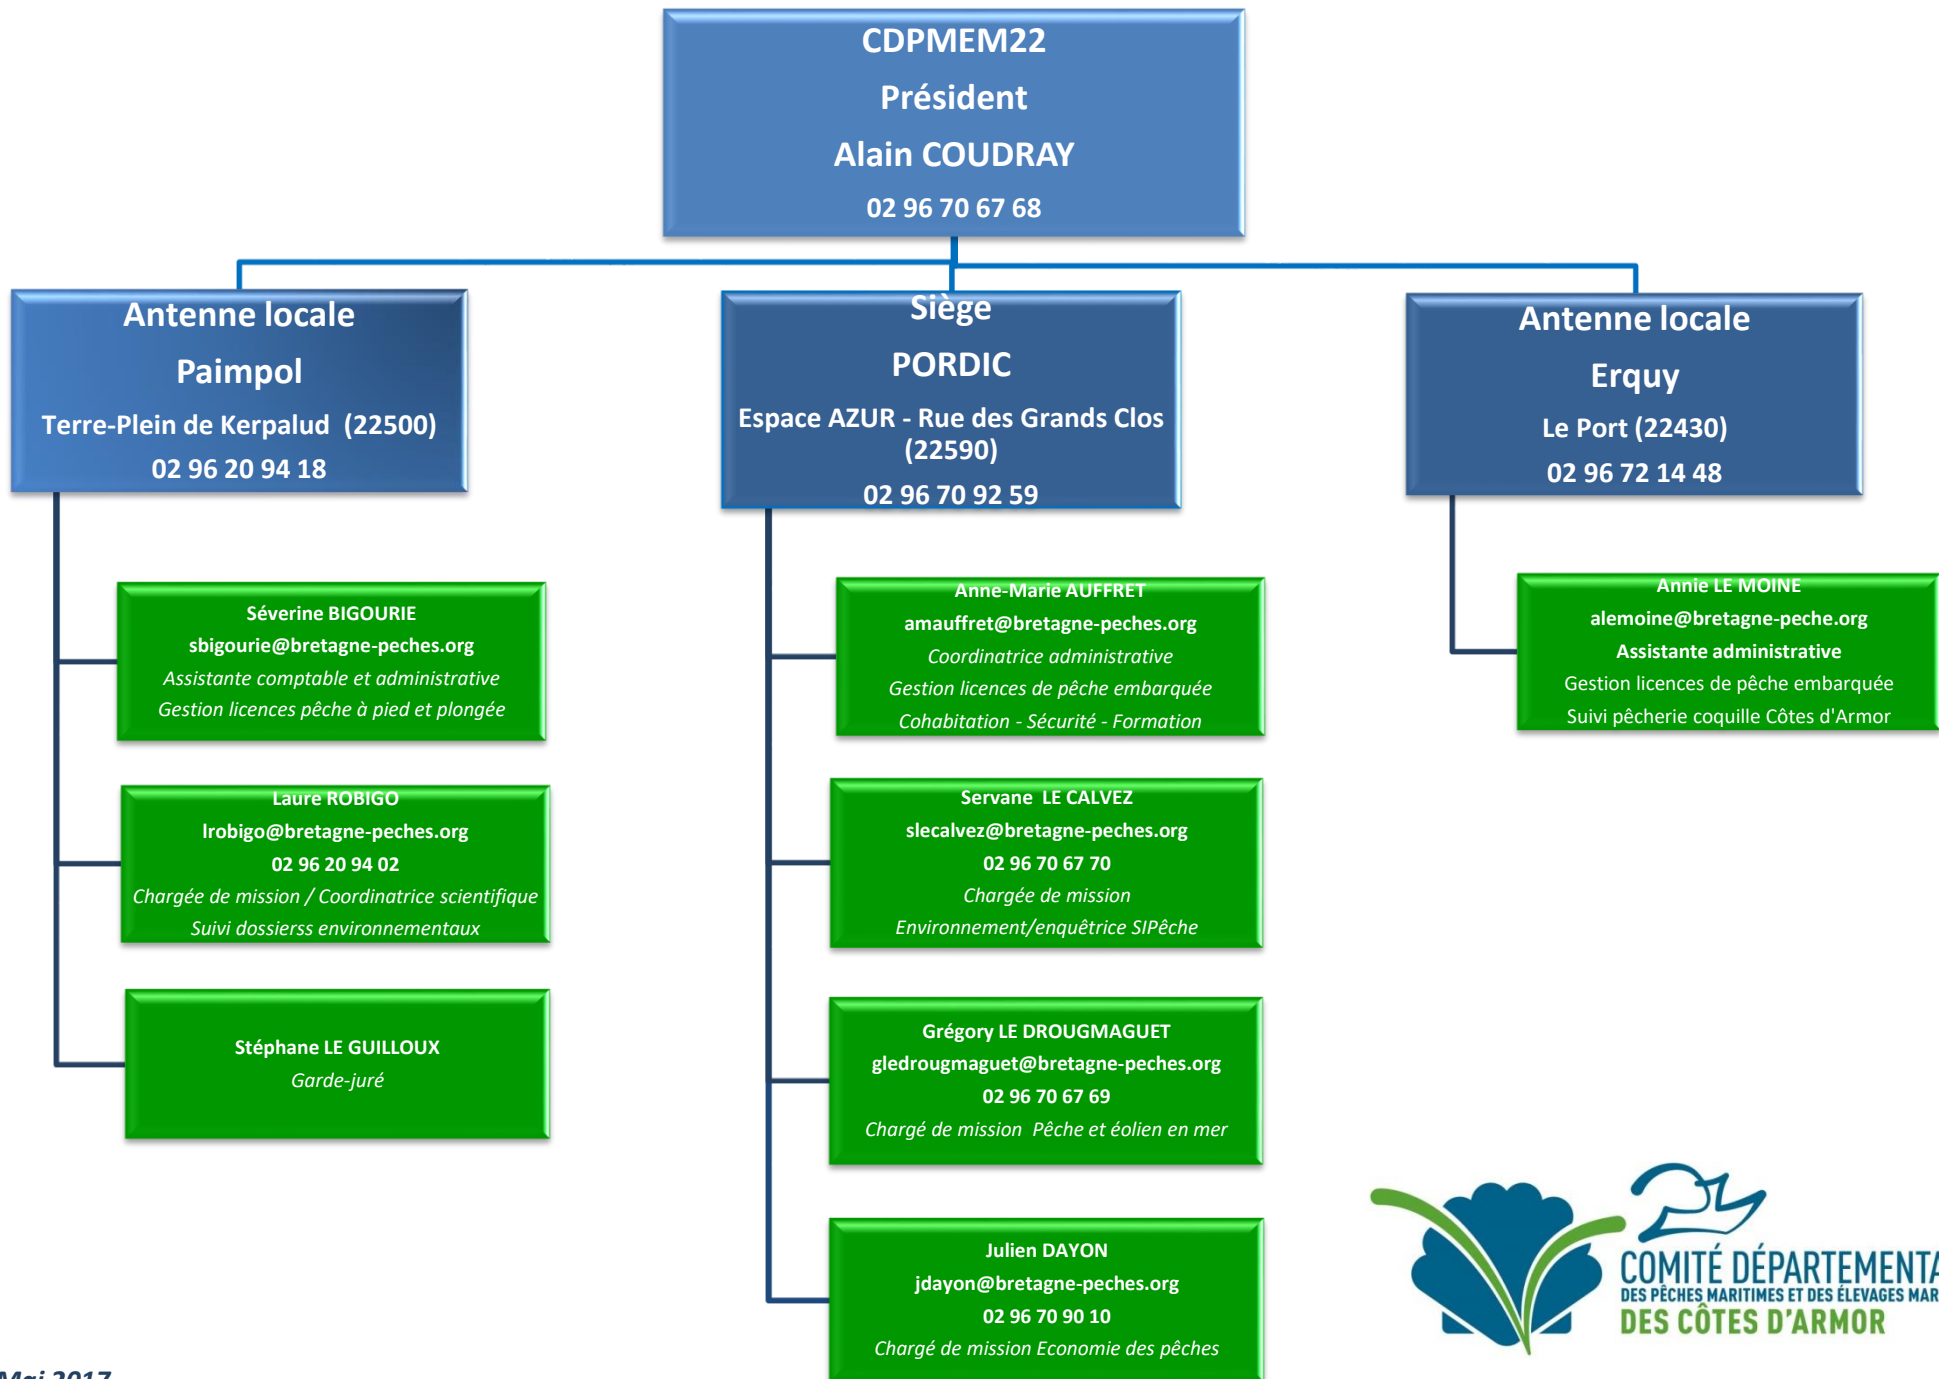 CDPMEM22
Président
Alain COUDRAY
02 96 70 67 68
Antenne locale
Paimpol
Terre-Plein de Kerpalud (22500)
02 96 20 94 18
Siège
PORDIC
Espace AZUR - Rue des Grands Clos
(22590)
02 96 70 92 59
Antenne locale
Erquy
Le Port (22430)
02 96 72 14 48
Séverine BIGOURIE
sbigourie@bretagne-peches.org
Assistante comptable et administrative
Gestion licences pêche à pied et plongée
Laure ROBIGO
lrobigo@bretagne-peches.org
02 96 20 94 02
Chargée de mission / Coordinatrice scientifique
Suivi dossierss environnementaux
Stéphane LE GUILLOUX
Garde-juré
Anne-Marie AUFFRET
amauffret@bretagne-peches.org
Coordinatrice administrative
Gestion licences de pêche embarquée
Cohabitation - Sécurité - Formation
Servane LE CALVEZ
slecalvez@bretagne-peches.org
02 96 70 67 70
Chargée de mission
Environnement/enquêtrice SIPêche
Grégory LE DROUGMAGUET
gledrougmaguet@bretagne-peches.org
02 96 70 67 69
Chargé de mission Pêche et éolien en mer
Julien DAYON
jdayon@bretagne-peches.org
02 96 70 90 10
Chargé de mission Economie des pêches
Annie LE MOINE
alemoine@bretagne-peche.org
Assistante administrative
Gestion licences de pêche embarquée
Suivi pêcherie coquille Côtes d'Armor
COMITÉ DÉPARTEMENTA
DES PÊCHES MARITIMES ET DES ÉLEVAGES MAR
DES CÔTES D'ARMOR
Mai 2017